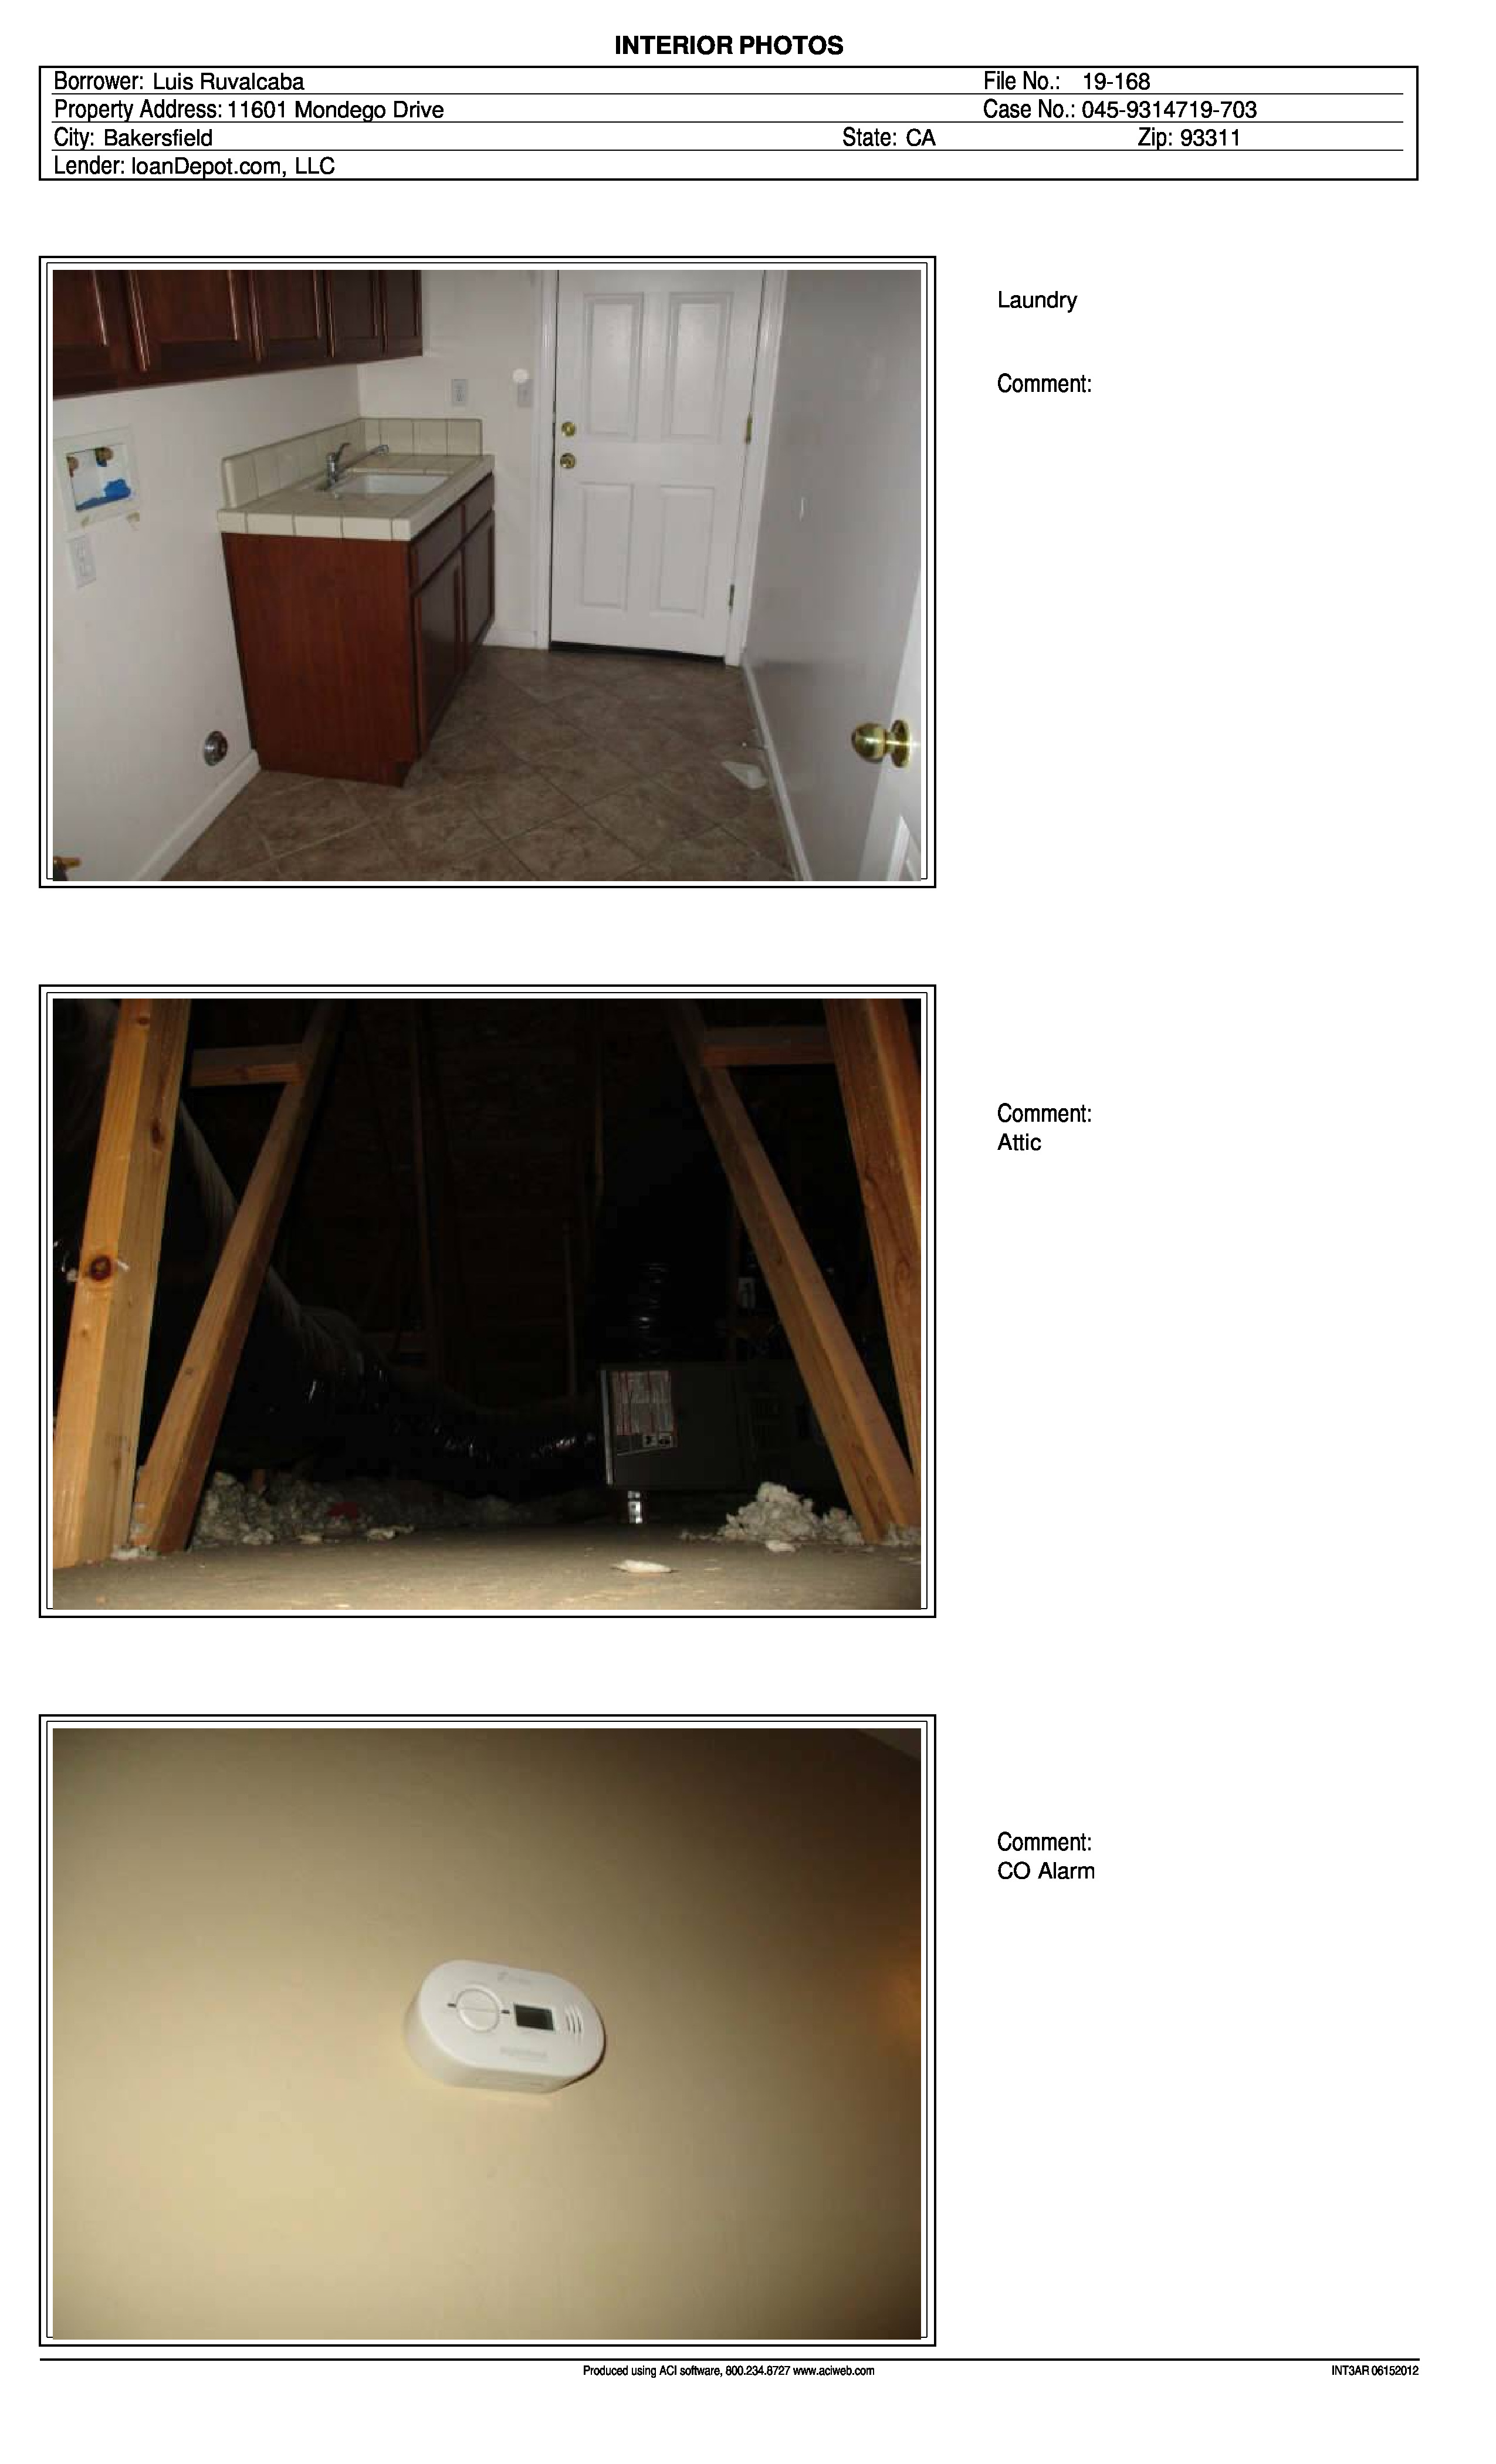 INTERIOR PHOTOS
Borrower: Luis Ruvalcaba File No.: 19-168
Property Address: 11601 Mondego Drive Case No.: 045-9314719-703
City: Bakersfield State: CA Zip: 93311
Lender: loanDepot.com, LLC
Laundry
Comment:
Comment:
Attic
Comment:
CO Alarm
Produced using ACI software, 800.234.8727 www.aciweb.com INT3AR 06152012